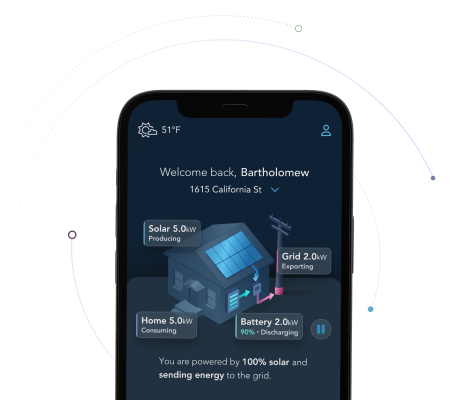 51°F
Welcome back, Bartholomew
1615 California St
Solar 5.0kW
Producing
Grid 2.0kW
Exporting
Home 5.0kW
Consuming
Battery 2.0kW
90% • Discharging
You are powered by 100% solar and
sending energy to the grid.